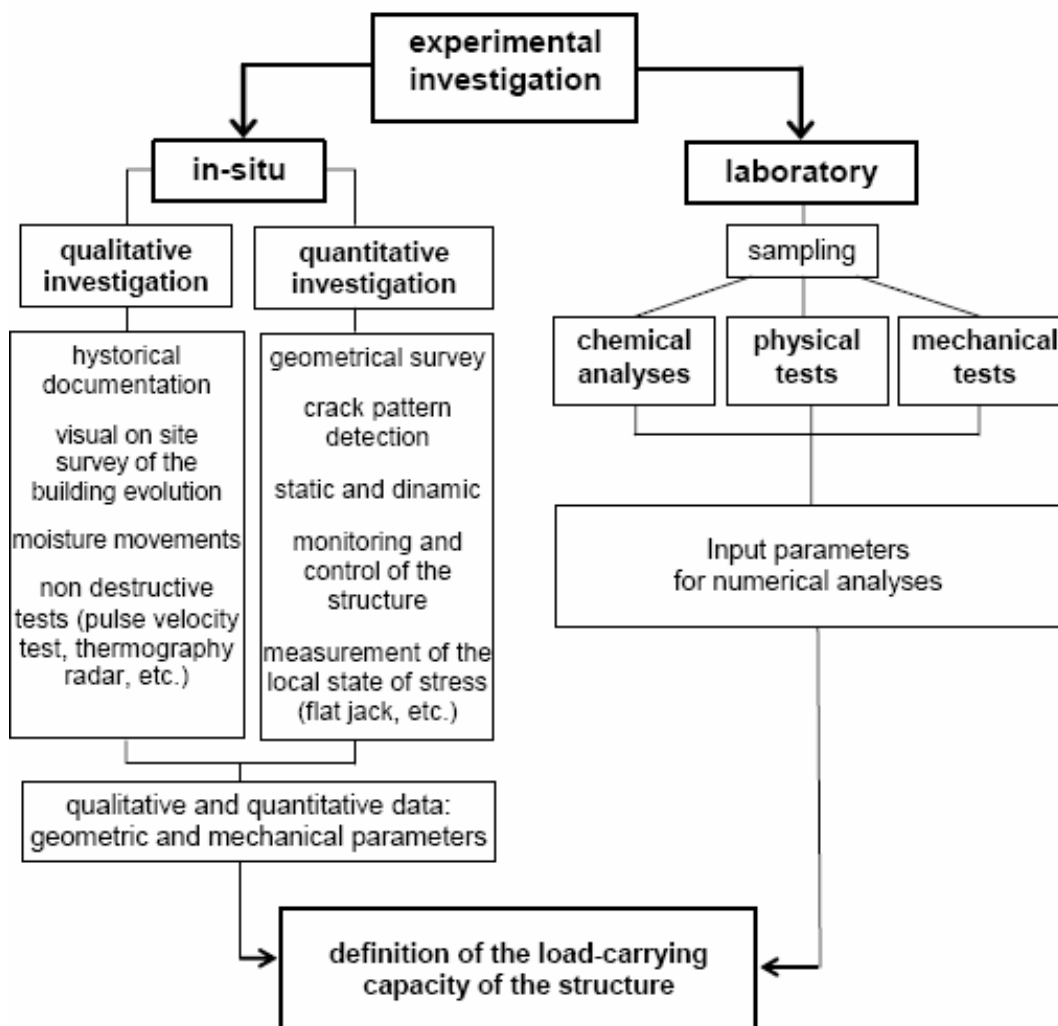 experimental
investigation
in-situ
laboratory
qualitative
investigation
quantitative
investigation
sampling
chemical
analyses
physical
tests
mechanical
tests
hystorical
documentation
visual on site
survey of the
building evolution
moisture movements
non destructive
tests (pulse velocity
test, thermography
radar, etc.)
geometrical survey
crack pattern
detection
static and dinamic
monitoring and
control of the
structure
measurement of the
local state of stress
(flat jack, etc.)
Input parameters
for numerical analyses
qualitative and quantitative data:
geometric and mechanical parameters
definition of the load-carrying
capacity of the structure